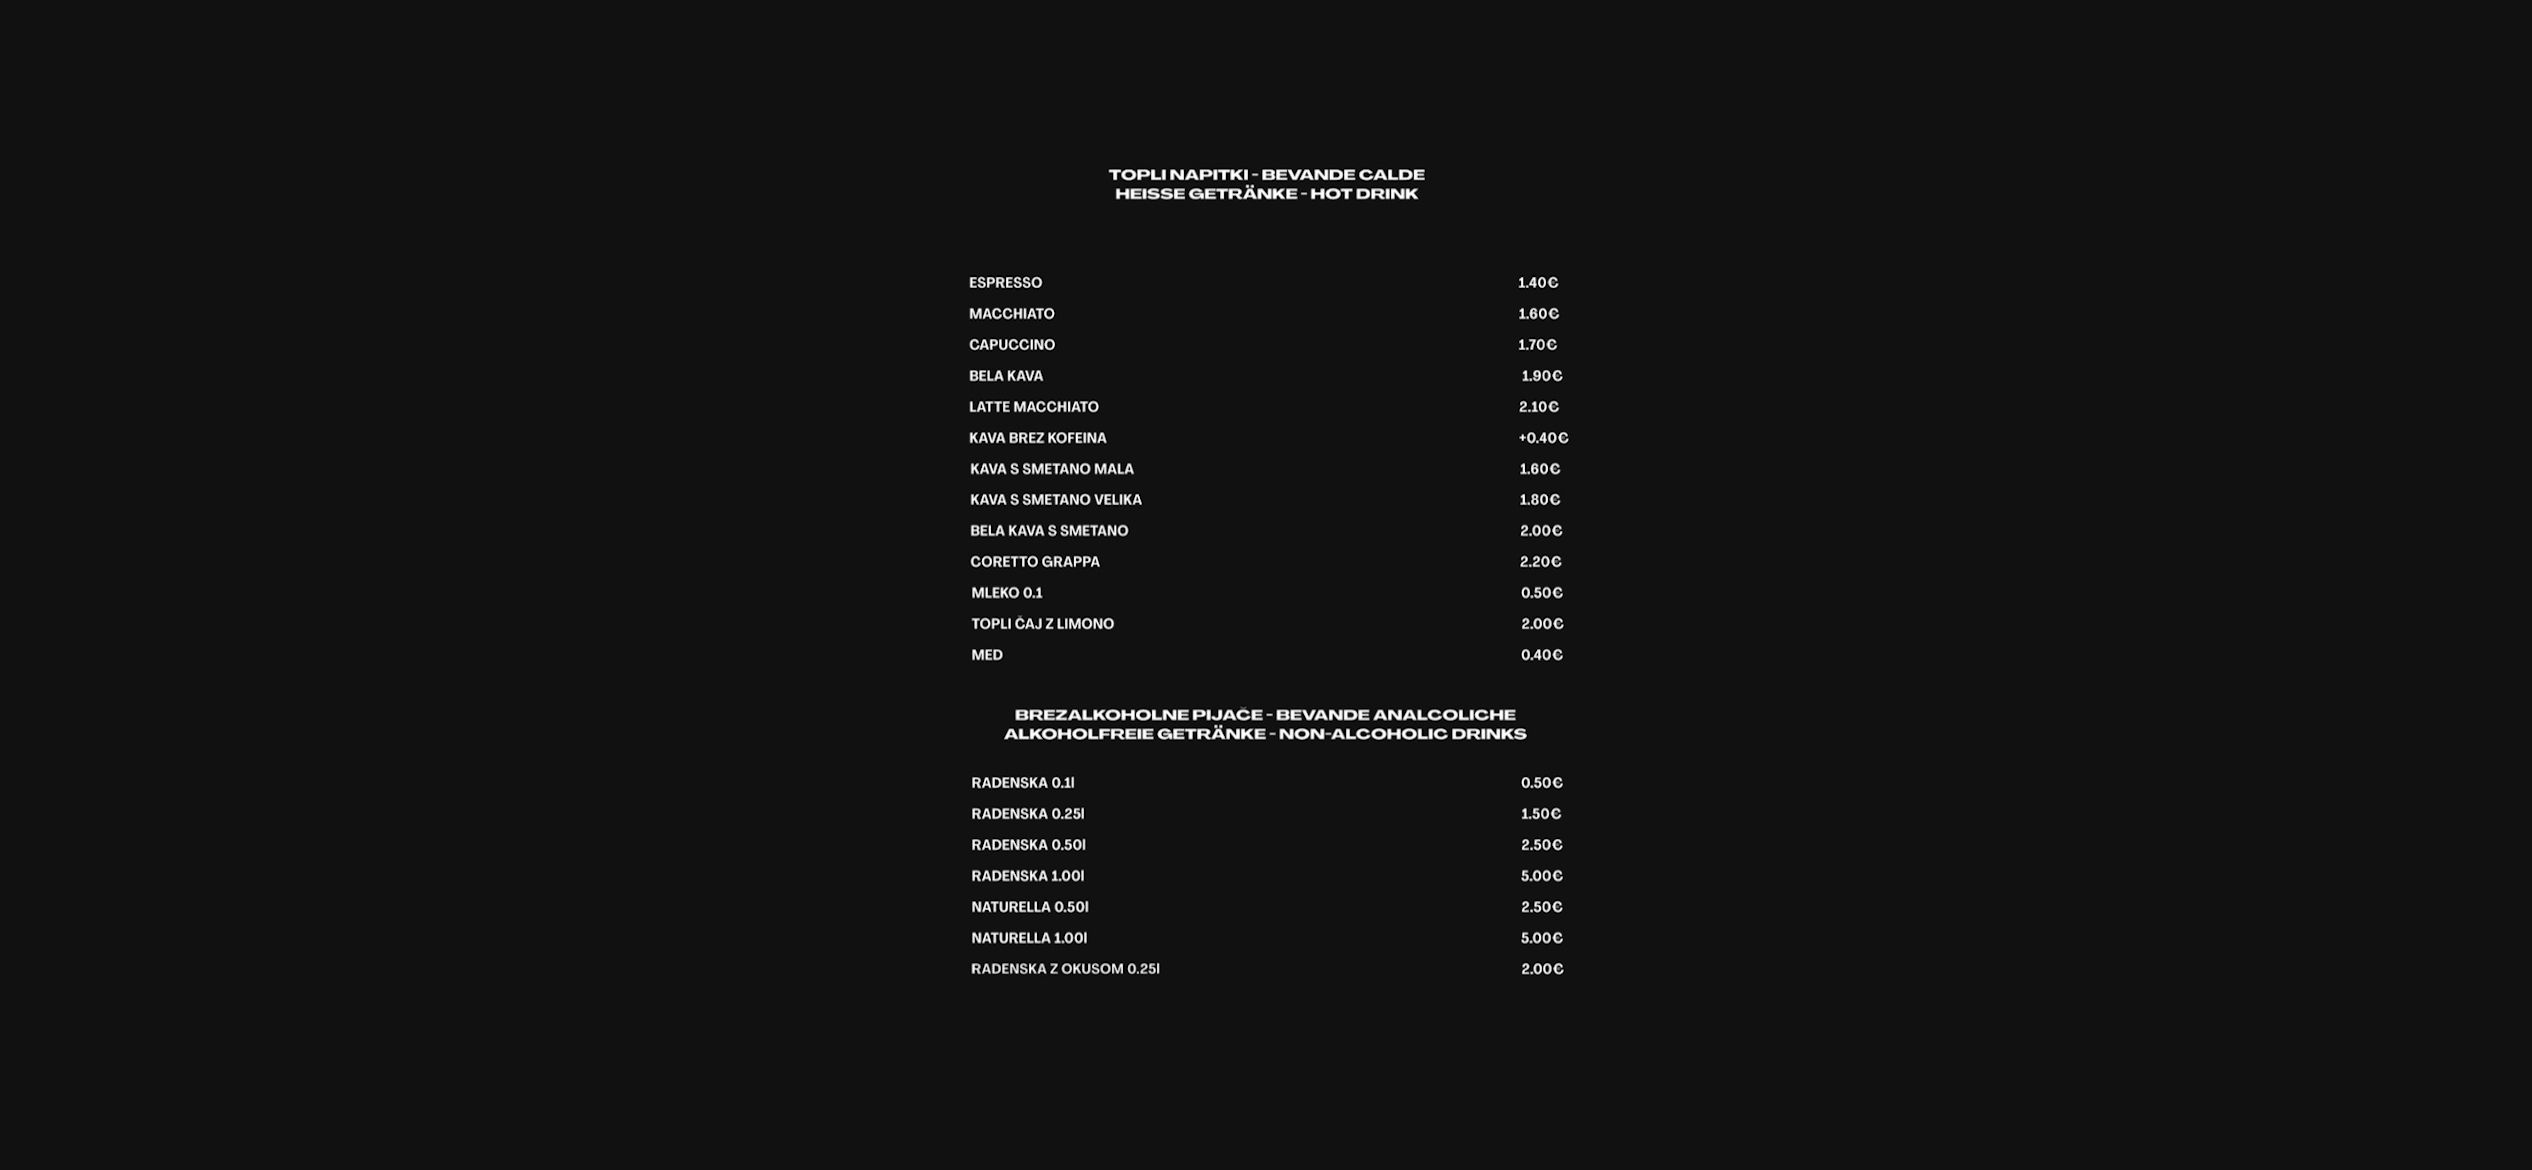 TOPLI NAPITKI - BEVANDE CALDE
HEISSE GETRÄNKE - HOT DRINK
ESPRESSO 1.40€
MACCHIATO 1.60€
CAPUCCINO 1.70€
BELA KAVA 1.90€
LATTE MACCHIATO 2.10€
KAVA BREZ KOFEINA +0.40€
KAVA S SMETANO MALA 1.60€
KAVA S SMETANO VELIKA 1.80€
BELA KAVA S SMETANO 2.00€
CORETTO GRAPPA 2.20€
MLEKO 0.1 0.50€
TOPLI ČAJ Z LIMONO 2.00€
MED 0.40€
BREZALKOHOLNE PIJAČE - BEVANDE ANALCOLICHE
ALKOHOLFREIE GETRÄNKE - NON-ALCOHOLIC DRINKS
RADENSKA 0.1l 0.50€
RADENSKA 0.25l 1.50€
RADENSKA 0.50l 2.50€
RADENSKA 1.00l 5.00€
NATURELLA 0.50l 2.50€
NATURELLA 1.00l 5.00€
RADENSKA Z OKUSOM 0.25l 2.00€